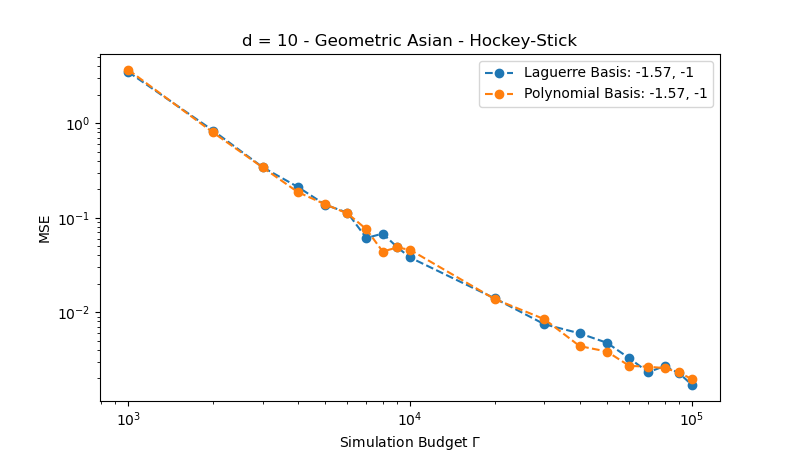 d = 10 - Geometric Asian - Hockey-Stick
Laguerre Basis: -1.57, -1
Polynomial Basis: -1.57, -1
MSE
10⁰
10⁻¹
10⁻²
10³
10⁴
10⁵
Simulation Budget Γ